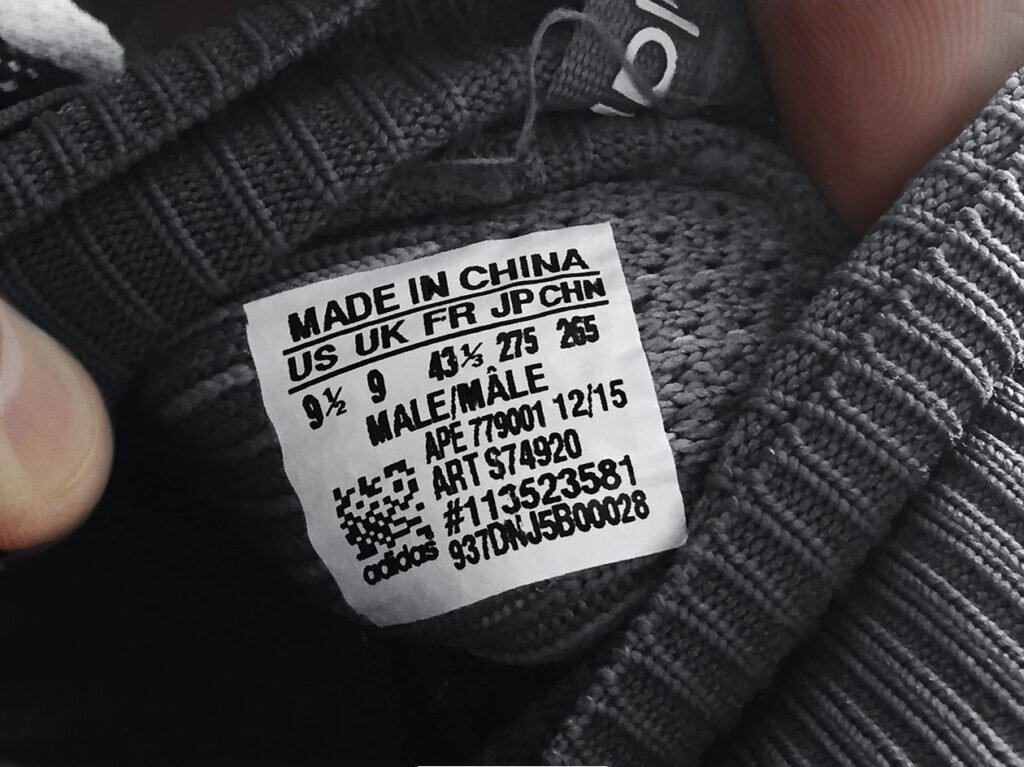 MADE IN CHINA
US UK FR JP CHN
9½ 9 43⅓ 275 265
MALE/MÂLE
APE 779001 12/15
ART S74920
#113523581
937DNJ5B00028
adidas